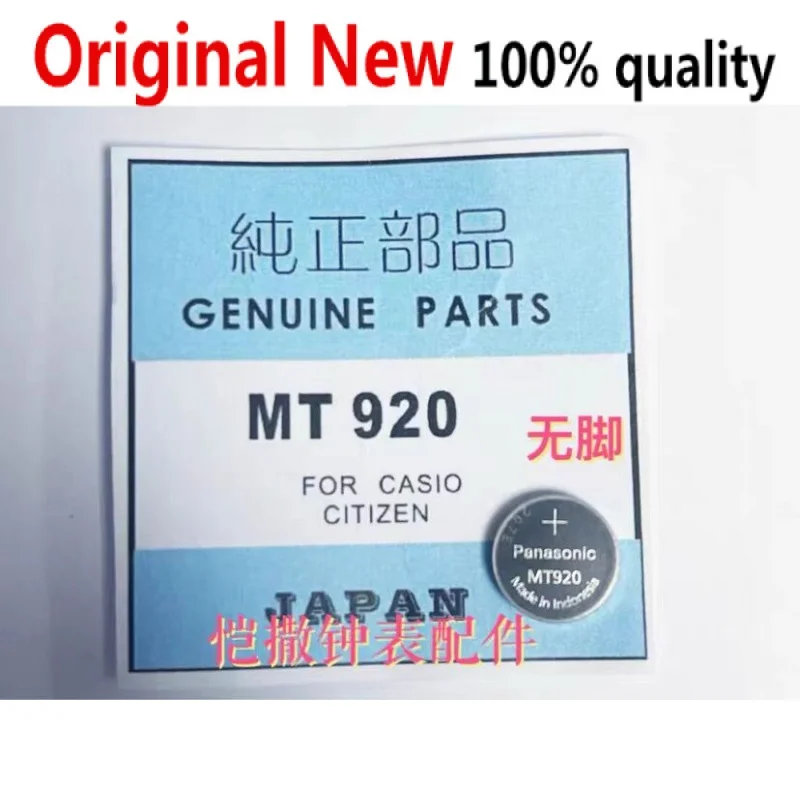 Original New 100% quality
純正部品
GENUINE PARTS
MT 920
无脚
FOR CASIO
CITIZEN
+
Panasonic
MT920
Made in Indonesia
JAPAN
恺撒钟表配件